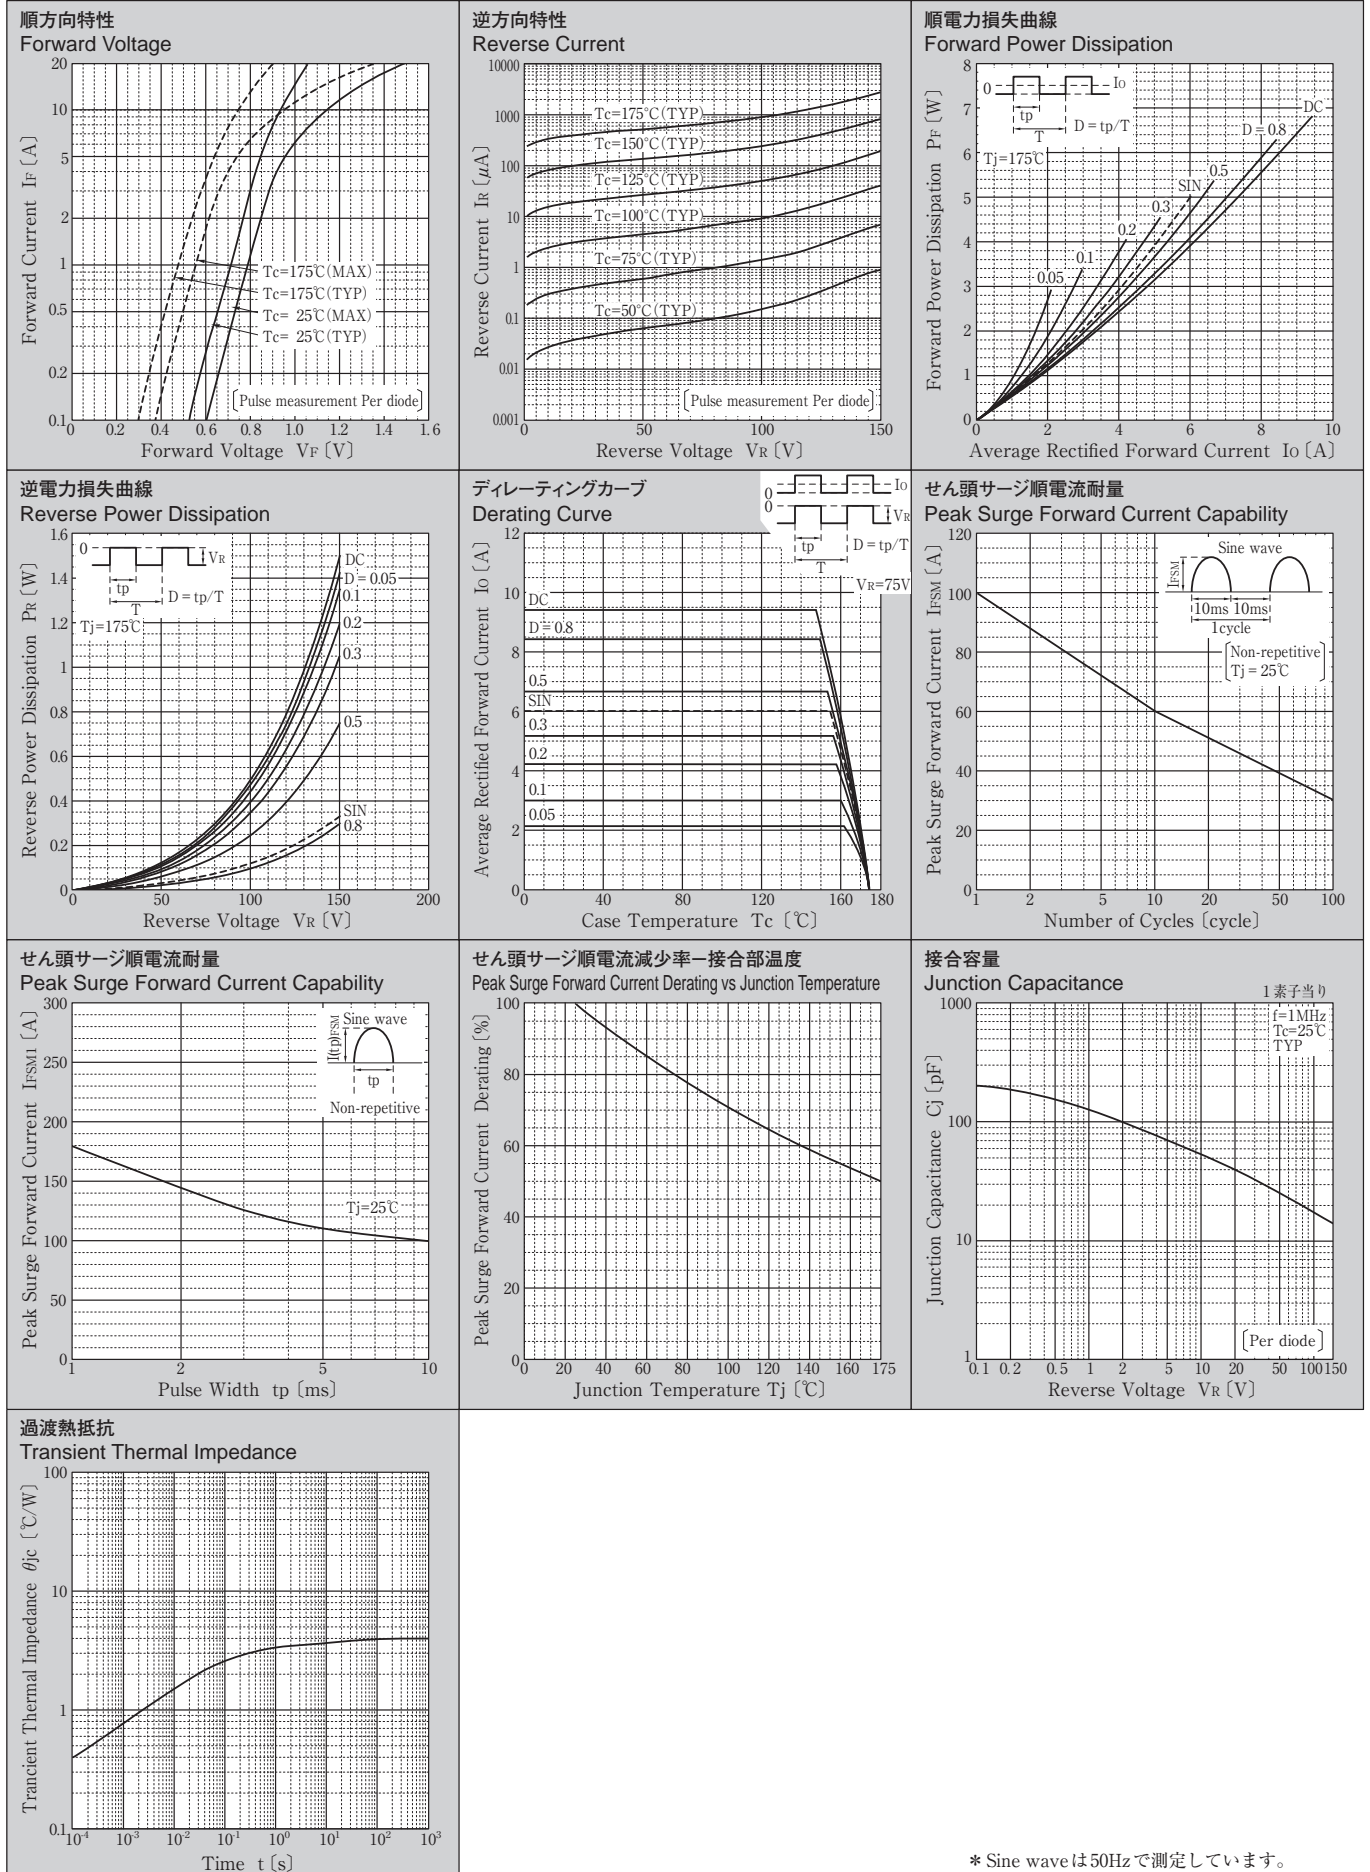 順方向特性
Forward Voltage
20
10
5
2
1
0.5
0.2
0.1
0
0.2
0.4
0.6
0.8
1.0
1.2
1.4
1.6
Forward Current IF〔A〕
Tc=175℃(MAX)
Tc=175℃(TYP)
Tc= 25℃(MAX)
Tc= 25℃(TYP)
〔Pulse measurement Per diode〕
Forward Voltage VF〔V〕
逆方向特性
Reverse Current
10000
1000
100
10
1
0.1
0.01
0.001
0
50
100
150
Reverse Current IR〔μA〕
Tc=175℃(TYP)
Tc=150℃(TYP)
Tc=125℃(TYP)
Tc=100℃(TYP)
Tc=75℃(TYP)
Tc=50℃(TYP)
〔Pulse measurement Per diode〕
Reverse Voltage VR〔V〕
順電力損失曲線
Forward Power Dissipation
8
7
6
5
4
3
2
1
0
0
2
4
6
8
10
Forward Power Dissipation PF〔W〕
0
Io
tp
T
D=tp/T
Tj=175℃
DC
D=0.8
0.5
SIN
0.3
0.2
0.1
0.05
Average Rectified Forward Current Io〔A〕
逆電力損失曲線
Reverse Power Dissipation
1.6
1.4
1.2
1
0.8
0.6
0.4
0.2
0
0
50
100
150
200
Reverse Power Dissipation PR〔W〕
0
VR
tp
T
D=tp/T
Tj=175℃
DC
D=0.05
0.1
0.2
0.3
0.5
SIN
0.8
Reverse Voltage VR〔V〕
ディレーティングカーブ
Derating Curve
0
Io
0
VR
tp
T
D=tp/T
VR=75V
12
10
8
6
4
2
0
0
40
80
120
160
180
Average Rectified Forward Current Io〔A〕
DC
D=0.8
0.5
SIN
0.3
0.2
0.1
0.05
Case Temperature Tc〔℃〕
せん頭サージ順電流耐量
Peak Surge Forward Current Capability
120
100
80
60
40
20
0
1
2
5
10
20
50
100
Peak Surge Forward Current IFSM〔A〕
Sine wave
IFSM
10ms
10ms
1cycle
Non-repetitive
Tj=25℃
Number of Cycles〔cycle〕
せん頭サージ順電流耐量
Peak Surge Forward Current Capability
300
250
200
150
100
50
0
1
2
5
10
Peak Surge Forward Current IFSM1〔A〕
Sine wave
I(tp)FSM
tp
Non-repetitive
Tj=25℃
Pulse Width tp〔ms〕
せん頭サージ順電流減少率－接合部温度
Peak Surge Forward Current Derating vs Junction Temperature
100
80
60
40
20
0
0
20
40
60
80
100
120
140
160
175
Peak Surge Forward Current Derating〔%〕
Junction Temperature Tj〔℃〕
接合容量
Junction Capacitance
1素子当り
f=1MHz
Tc=25℃
TYP
1000
100
10
1
0.1
0.2
0.5
1
2
5
10
20
50
100
150
Junction Capacitance Cj〔pF〕
〔Per diode〕
Reverse Voltage VR〔V〕
過渡熱抵抗
Transient Thermal Impedance
100
10
1
0.1
10-4
10-3
10-2
10-1
100
101
102
103
Trancient Thermal Impedance θjc〔℃/W〕
Time t〔s〕
＊Sine waveは50Hzで測定しています。